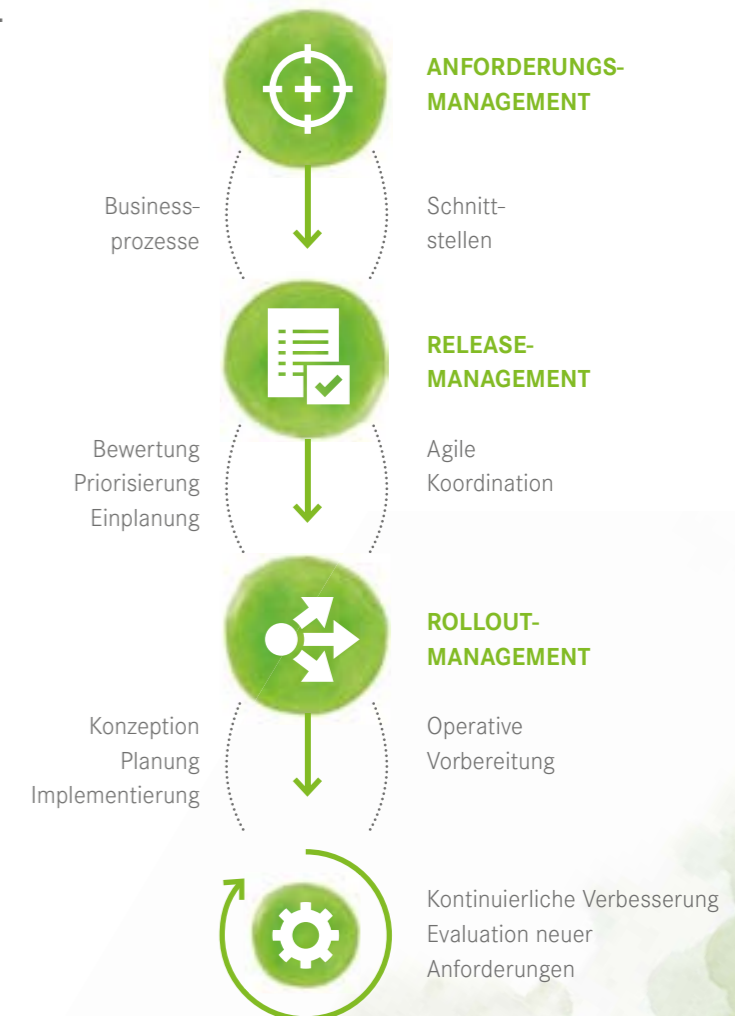 ANFORDERUNGS-
MANAGEMENT
Business-
prozesse
Schnitt-
stellen
RELEASE-
MANAGEMENT
Bewertung
Priorisierung
Einplanung
Agile
Koordination
ROLLOUT-
MANAGEMENT
Konzeption
Planung
Implementierung
Operative
Vorbereitung
Kontinuierliche Verbesserung
Evaluation neuer
Anforderungen